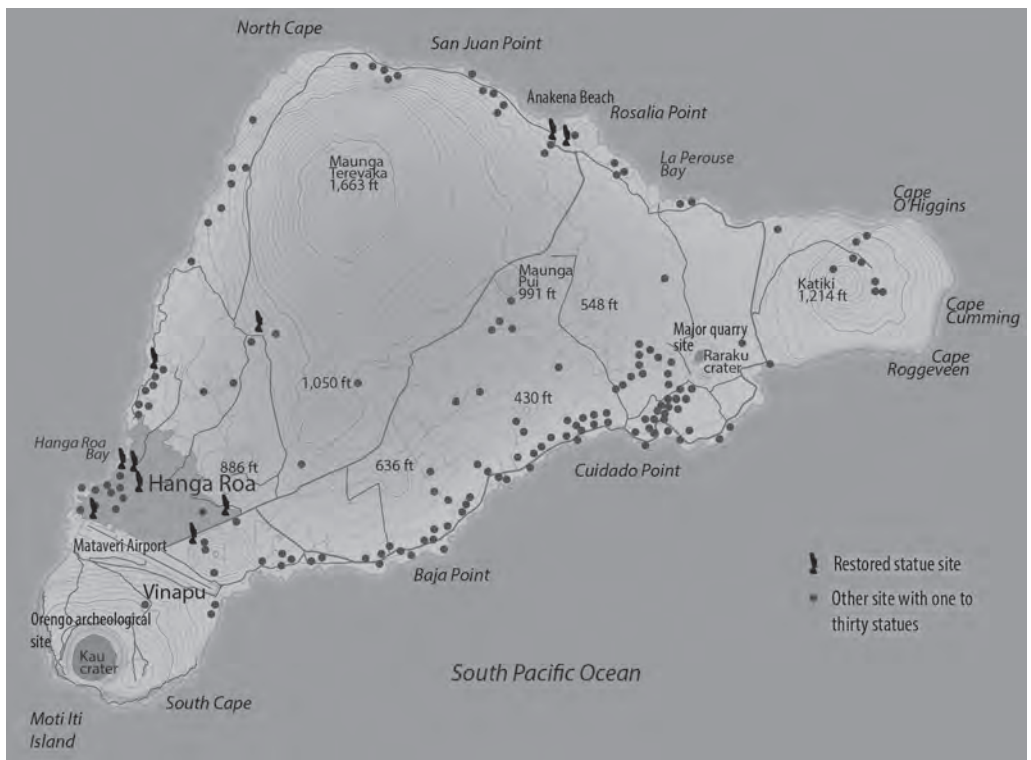 North Cape
San Juan Point
Anakena Beach
Rosalia Point
La Perouse
Bay
Maunga
Terevaka
1,663 ft
Cape
O'Higgins
Maunga
Pui
991 ft
548 ft
Katiki
1,214 ft
Cape
Cumming
Major quarry
site
Raraku
crater
Cape
Roggeveen
1,050 ft
430 ft
Hanga Roa
Bay
886 ft
636 ft
Cuidado Point
Hanga Roa
Mataveri Airport
Baja Point
Vinapu
Orengo archeological
site
Kau
crater
South Cape
South Pacific Ocean
Moti Iti
Island
Restored statue site
Other site with one to
thirty statues